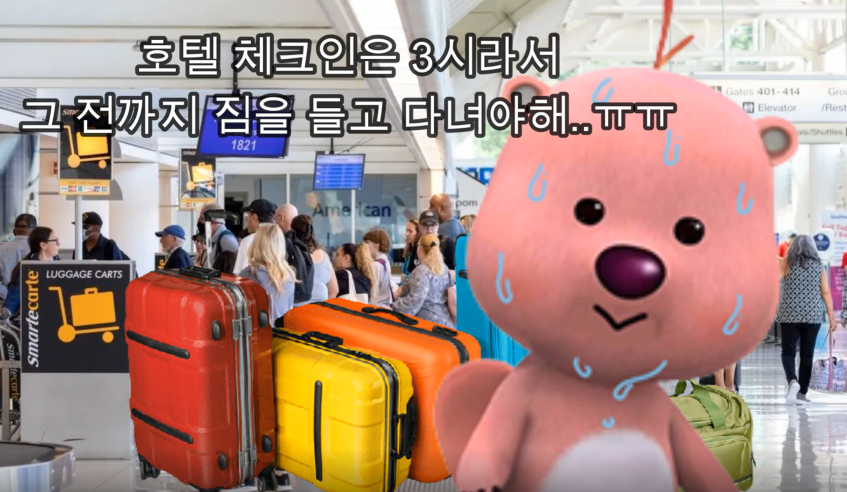 호텔 체크인은 3시라서
그 전까지 짐을 들고 다녀야해..ㅠㅠ
1821
American
Gates 401-414
Elevator
LUGGAGE CARTS
smartecarte